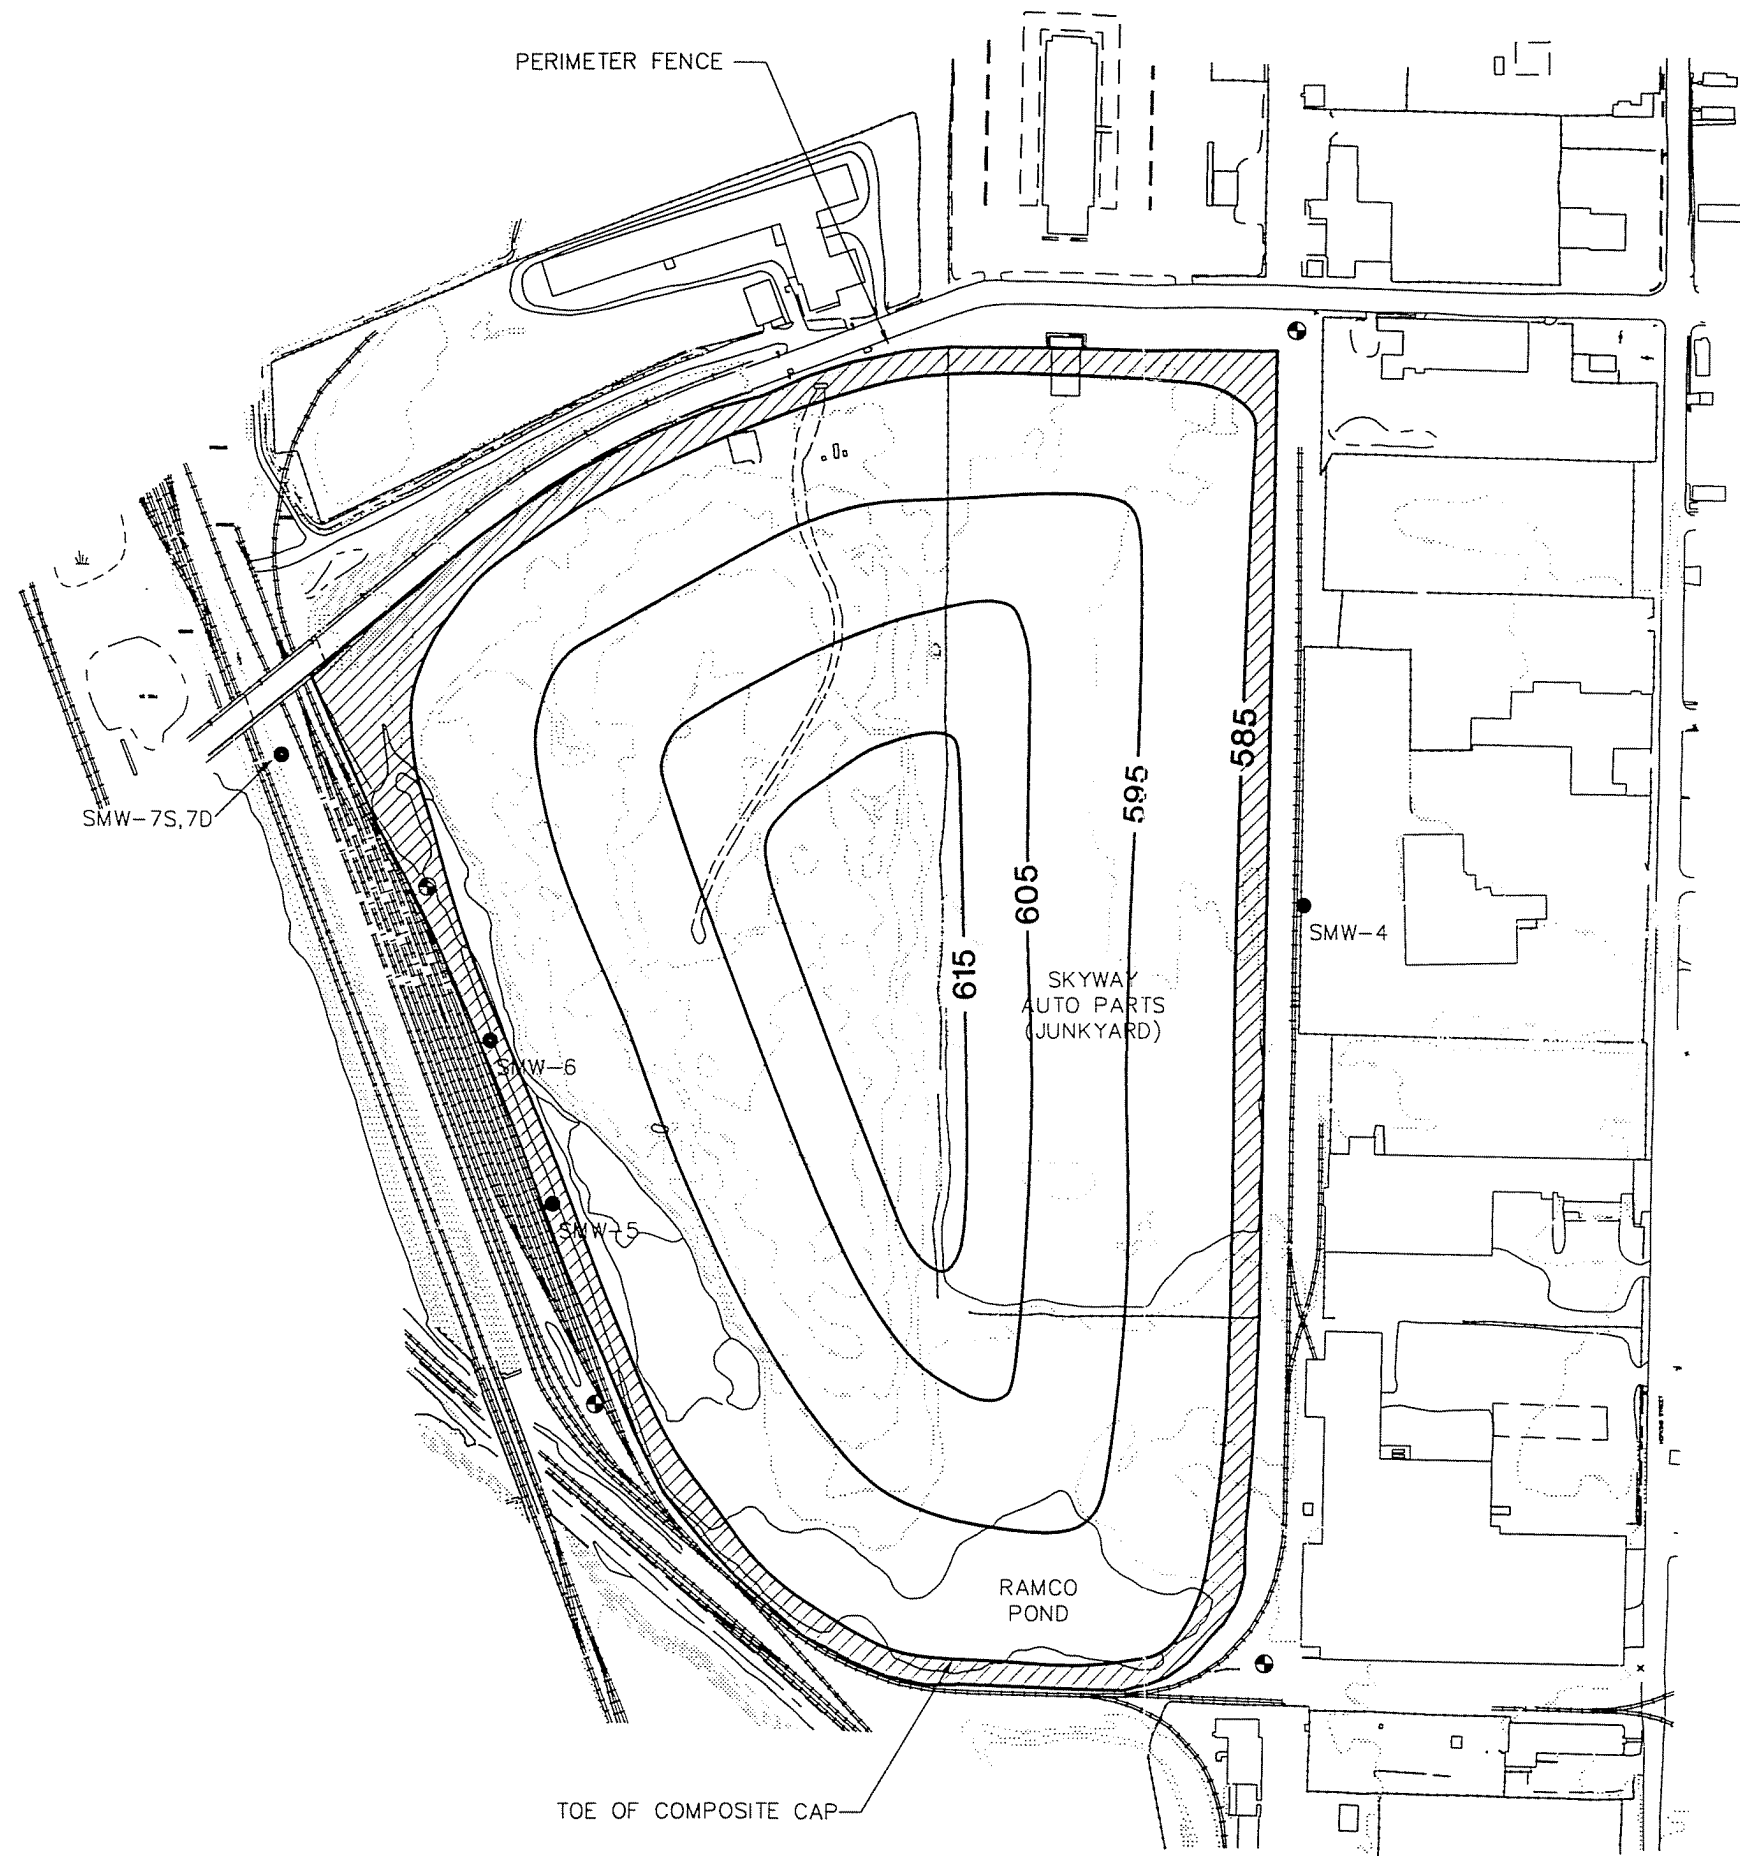 PERIMETER FENCE
SMW-7S,7D
585
595
605
615
SMW-4
SKYWAY
AUTO PARTS
(JUNKYARD)
SMW-6
SMW-5
RAMCO
POND
TOE OF COMPOSITE CAP